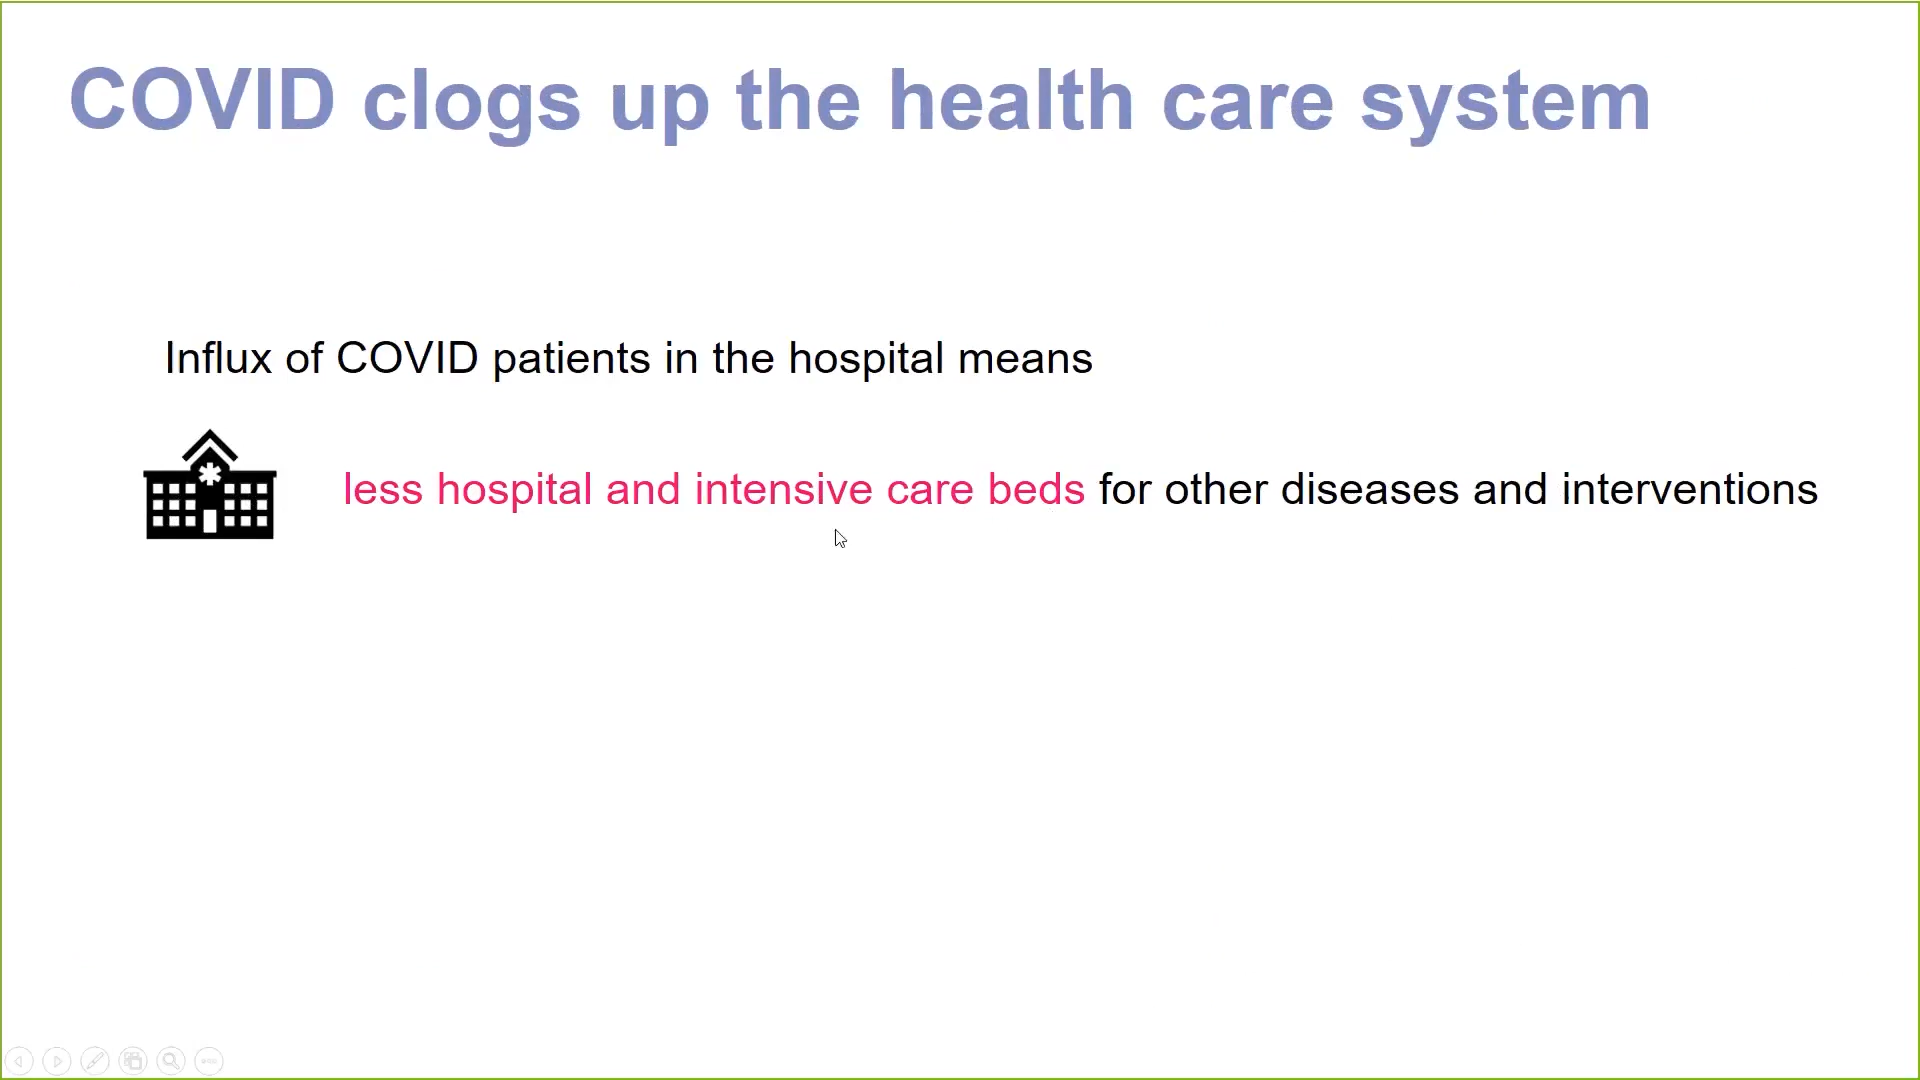 COVID clogs up the health care system
Influx of COVID patients in the hospital means
less hospital and intensive care beds for other diseases and interventions